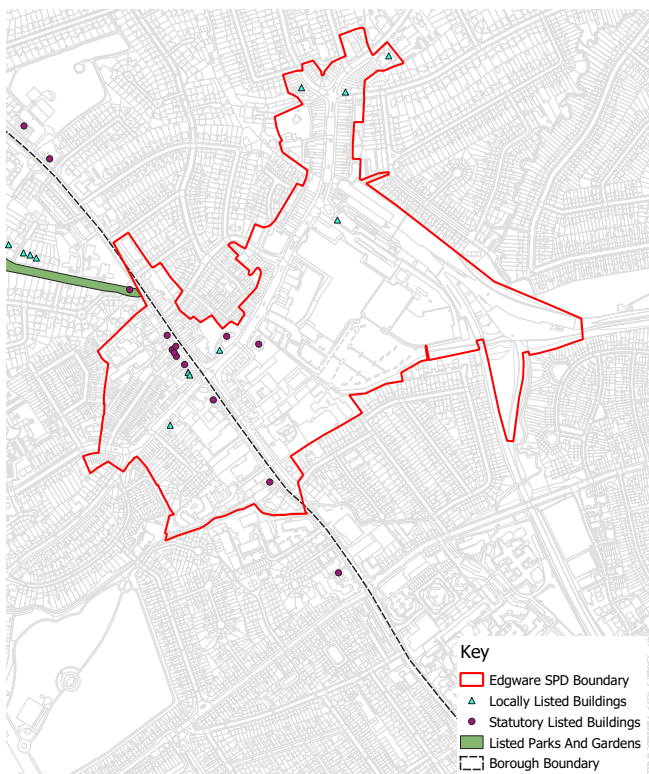 Key
Edgware SPD Boundary
Locally Listed Buildings
Statutory Listed Buildings
Listed Parks And Gardens
Borough Boundary